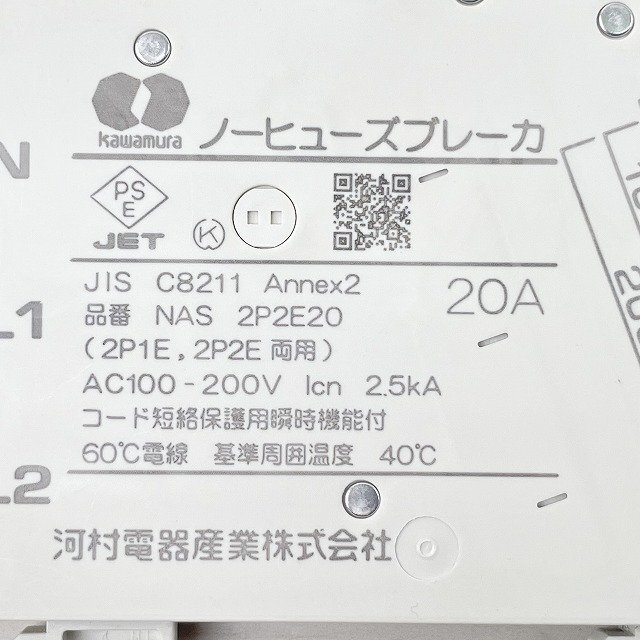 kawamura ノーヒューズブレーカ
N
PS
E
JET
K
JIS C8211 Annex2
20A
L1
品番 NAS 2P2E20
(2P1E, 2P2E 両用)
AC100-200V Icn 2.5kA
コード短絡保護用瞬時機能付
60℃電線 基準周囲温度 40℃
L2
河村電器産業株式会社